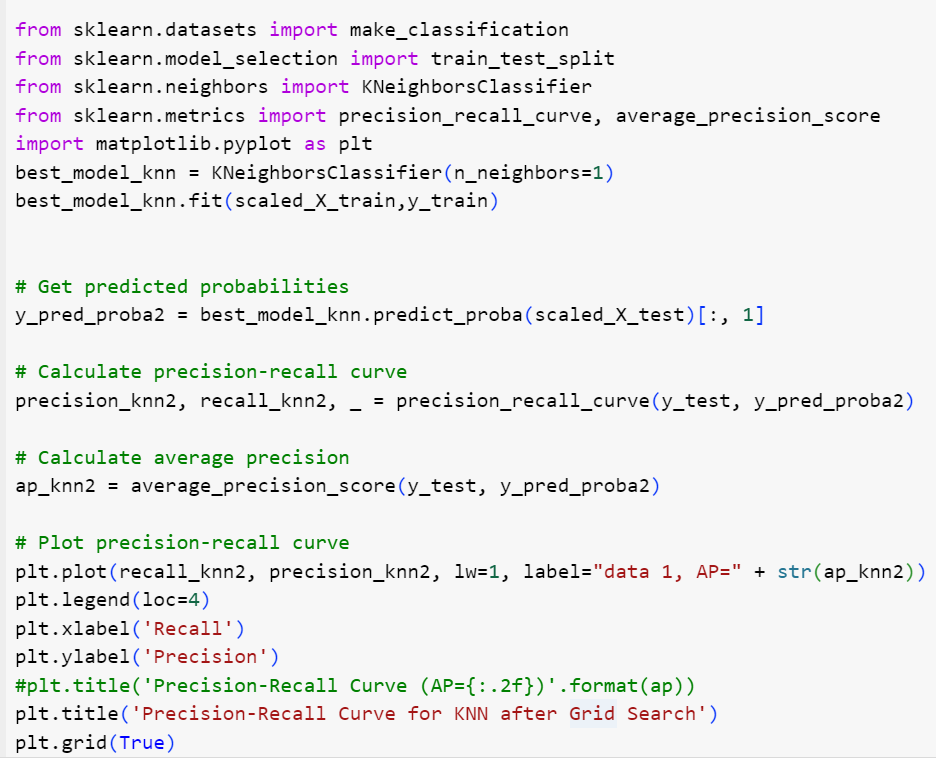 from sklearn.datasets import make_classification
from sklearn.model_selection import train_test_split
from sklearn.neighbors import KNeighborsClassifier
from sklearn.metrics import precision_recall_curve, average_precision_score
import matplotlib.pyplot as plt
best_model_knn = KNeighborsClassifier(n_neighbors=1)
best_model_knn.fit(scaled_X_train,y_train)
# Get predicted probabilities
y_pred_proba2 = best_model_knn.predict_proba(scaled_X_test)[:, 1]
# Calculate precision-recall curve
precision_knn2, recall_knn2, _ = precision_recall_curve(y_test, y_pred_proba2)
# Calculate average precision
ap_knn2 = average_precision_score(y_test, y_pred_proba2)
# Plot precision-recall curve
plt.plot(recall_knn2, precision_knn2, lw=1, label="data 1, AP=" + str(ap_knn2))
plt.legend(loc=4)
plt.xlabel('Recall')
plt.ylabel('Precision')
#plt.title('Precision-Recall Curve (AP={:.2f})'.format(ap))
plt.title('Precision-Recall Curve for KNN after Grid Search')
plt.grid(True)